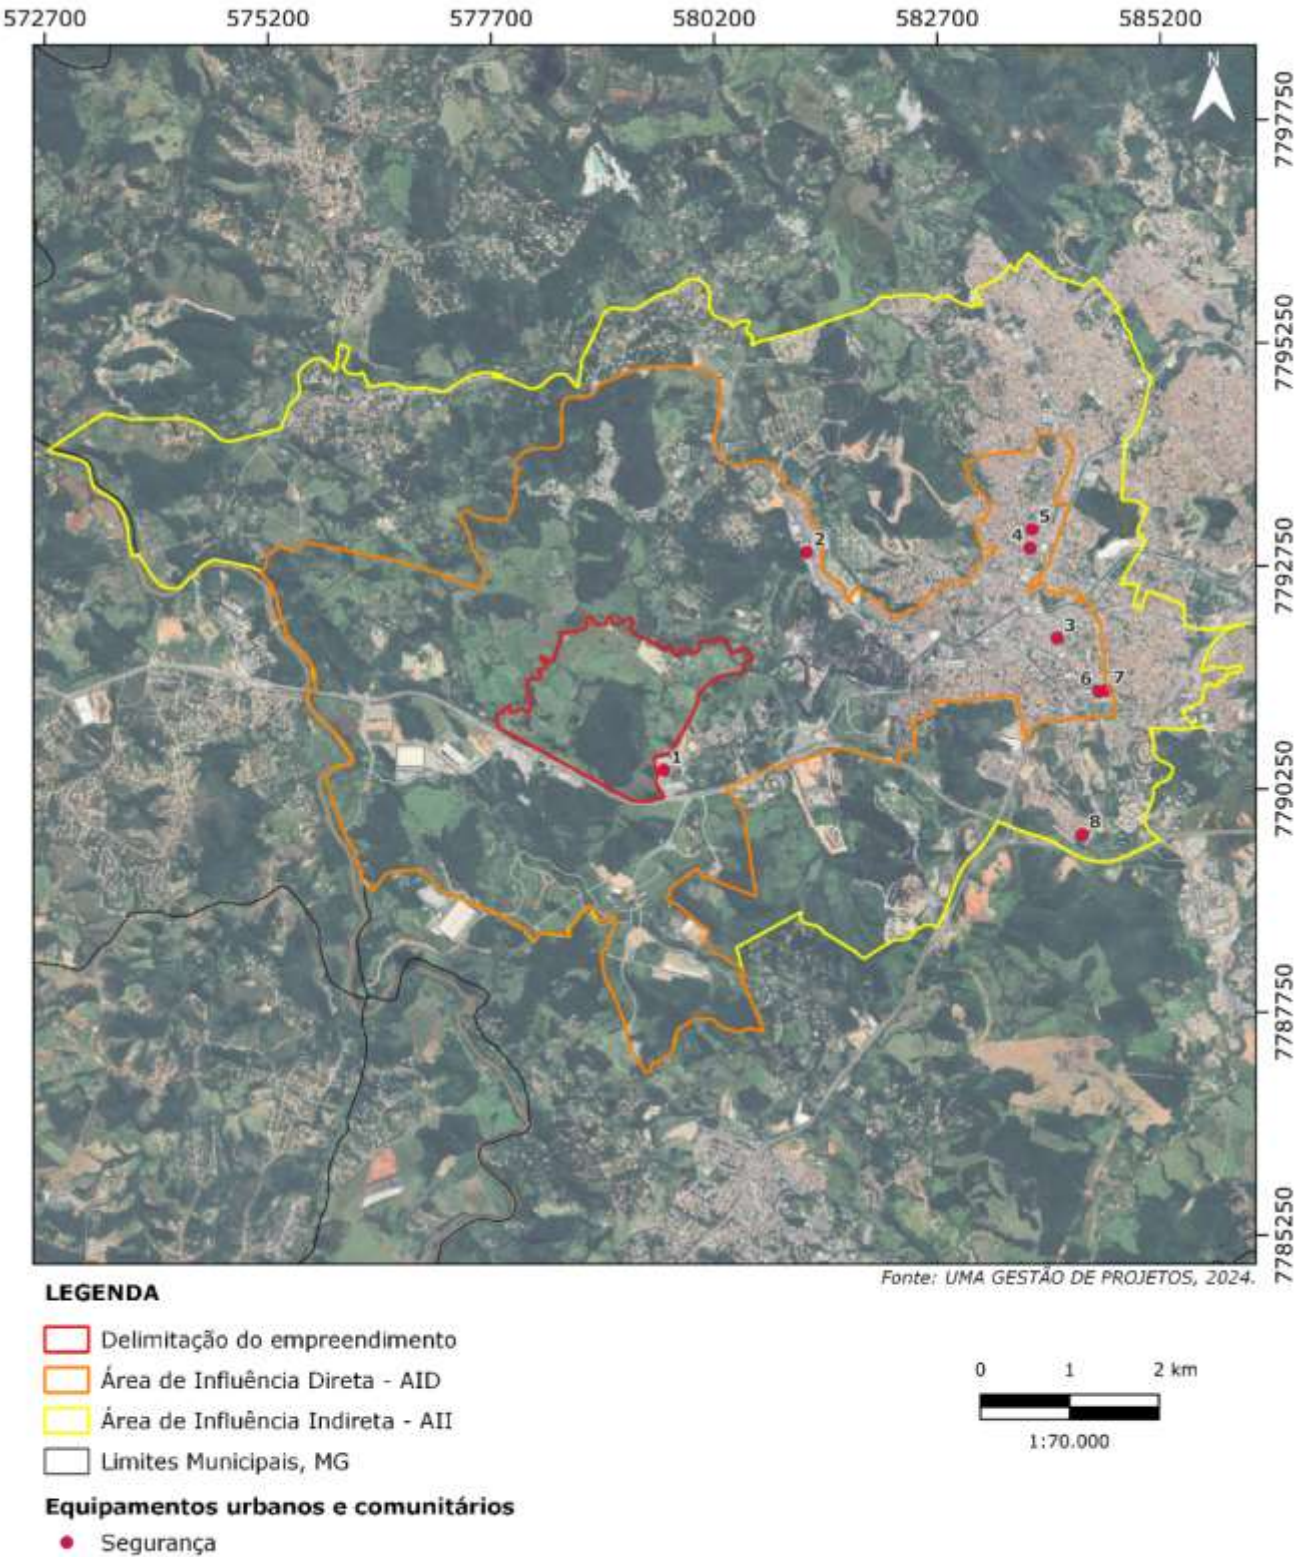 572700 575200 577700 580200 582700 585200
N
7797750
7795250
7792750
7790250
7787750
7785250
5
4
2
3
6 7
1
8
Fonte: UMA GESTÃO DE PROJETOS, 2024.
LEGENDA
Delimitação do empreendimento
Área de Influência Direta - AID
Área de Influência Indireta - AII
Limites Municipais, MG
Equipamentos urbanos e comunitários
Segurança
0 1 2 km
1:70.000